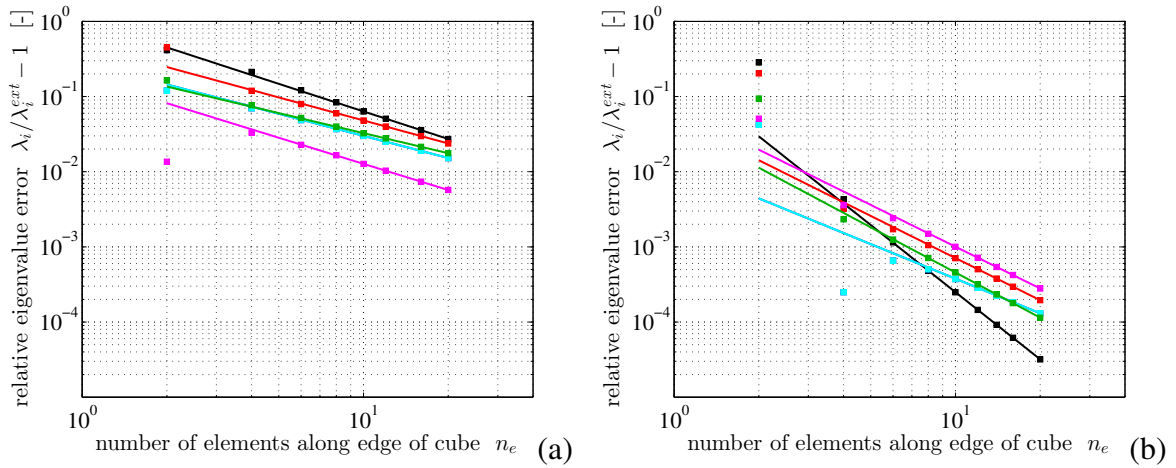 relative eigenvalue error λ_i/λ_i^{ext} − 1 [-]
10^0
10^{-1}
10^{-2}
10^{-3}
10^{-4}
10^0
10^1
number of elements along edge of cube n_e
(a)
relative eigenvalue error λ_i/λ_i^{ext} − 1 [-]
10^0
10^{-1}
10^{-2}
10^{-3}
10^{-4}
10^0
10^1
number of elements along edge of cube n_e
(b)